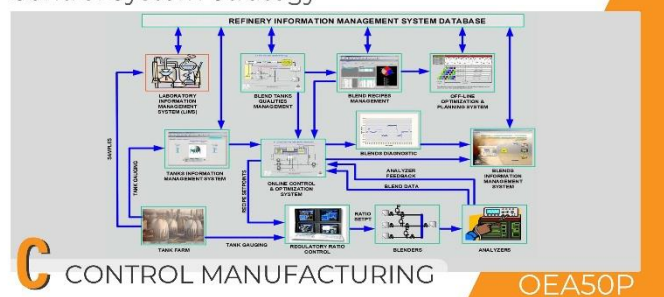 REFINERY INFORMATION MANAGEMENT SYSTEM DATABASE
LABORATORY
INFORMATION
MANAGEMENT
SYSTEM (LIMS)
BLEND TANKS
QUALITIES
MANAGEMENT
BLEND RECIPES
MANAGEMENT
OFF-LINE
OPTIMIZATION &
PLANNING SYSTEM
SAMPLES
TANK GAUGING
TANKS INFORMATION
MANAGEMENT SYSTEM
ONLINE CONTROL
& OPTIMIZATION
SYSTEM
BLENDS DIAGNOSTIC
BLENDS
INFORMATION
MANAGEMENT
SYSTEM
ANALYZER
FEEDBACK
BLEND DATA
RECIPE SETPOINTS
RATIO
SETPT
TANK FARM
TANK GAUGING
REGULATORY RATIO
CONTROL
BLENDERS
ANALYZERS
C CONTROL MANUFACTURING
OEA50P